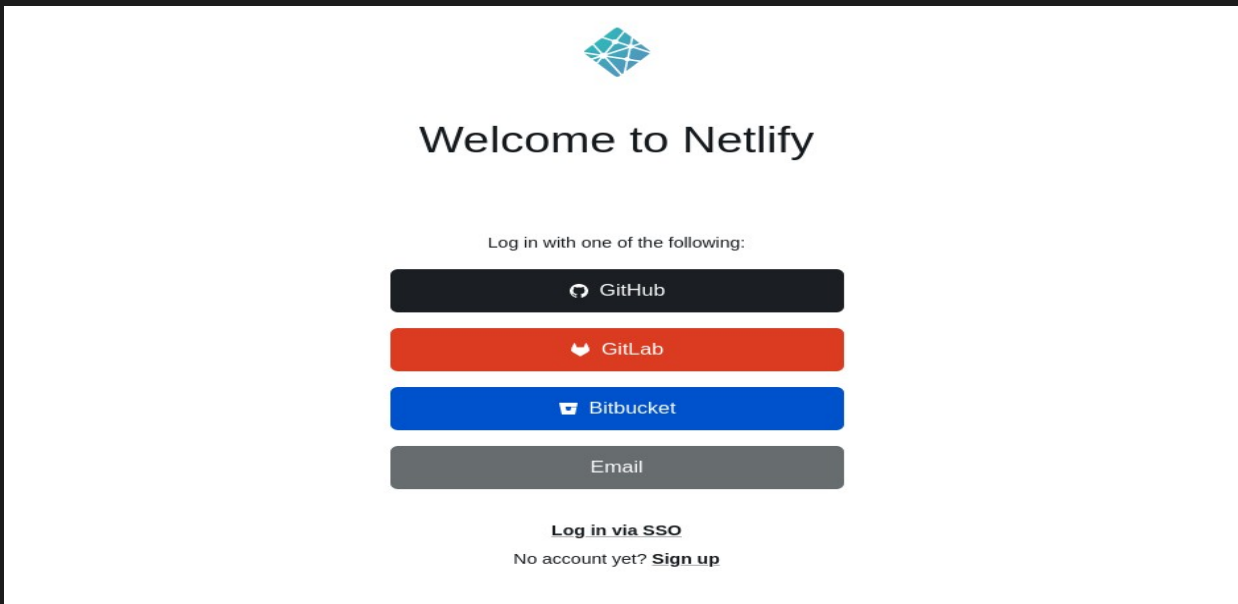 Welcome to Netlify
Log in with one of the following:
GitHub
GitLab
Bitbucket
Email
Log in via SSO
No account yet? Sign up